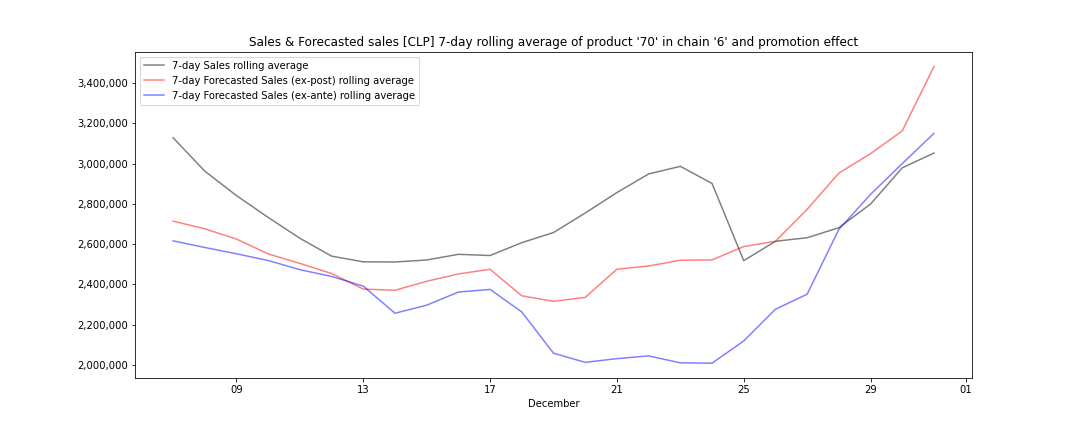 Sales & Forecasted sales [CLP] 7-day rolling average of product '70' in chain '6' and promotion effect
7-day Sales rolling average
7-day Forecasted Sales (ex-post) rolling average
7-day Forecasted Sales (ex-ante) rolling average
3,400,000
3,200,000
3,000,000
2,800,000
2,600,000
2,400,000
2,200,000
2,000,000
09 13 17 21 25 29 01
December